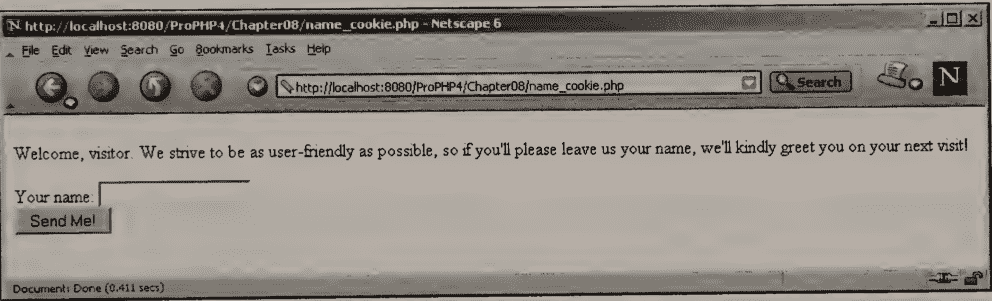 N http://localhost:8080/ProPHP4/Chapter08/name_cookie.php - Netscape 6
File Edit View Search Go Bookmarks Tasks Help
http://localhost:8080/ProPHP4/Chapter08/name_cookie.php Search N
Welcome, visitor. We strive to be as user-friendly as possible, so if you'll please leave us your name, we'll kindly greet you on your next visit!
Your name:
Send Me!
Document: Done (0.411 secs)